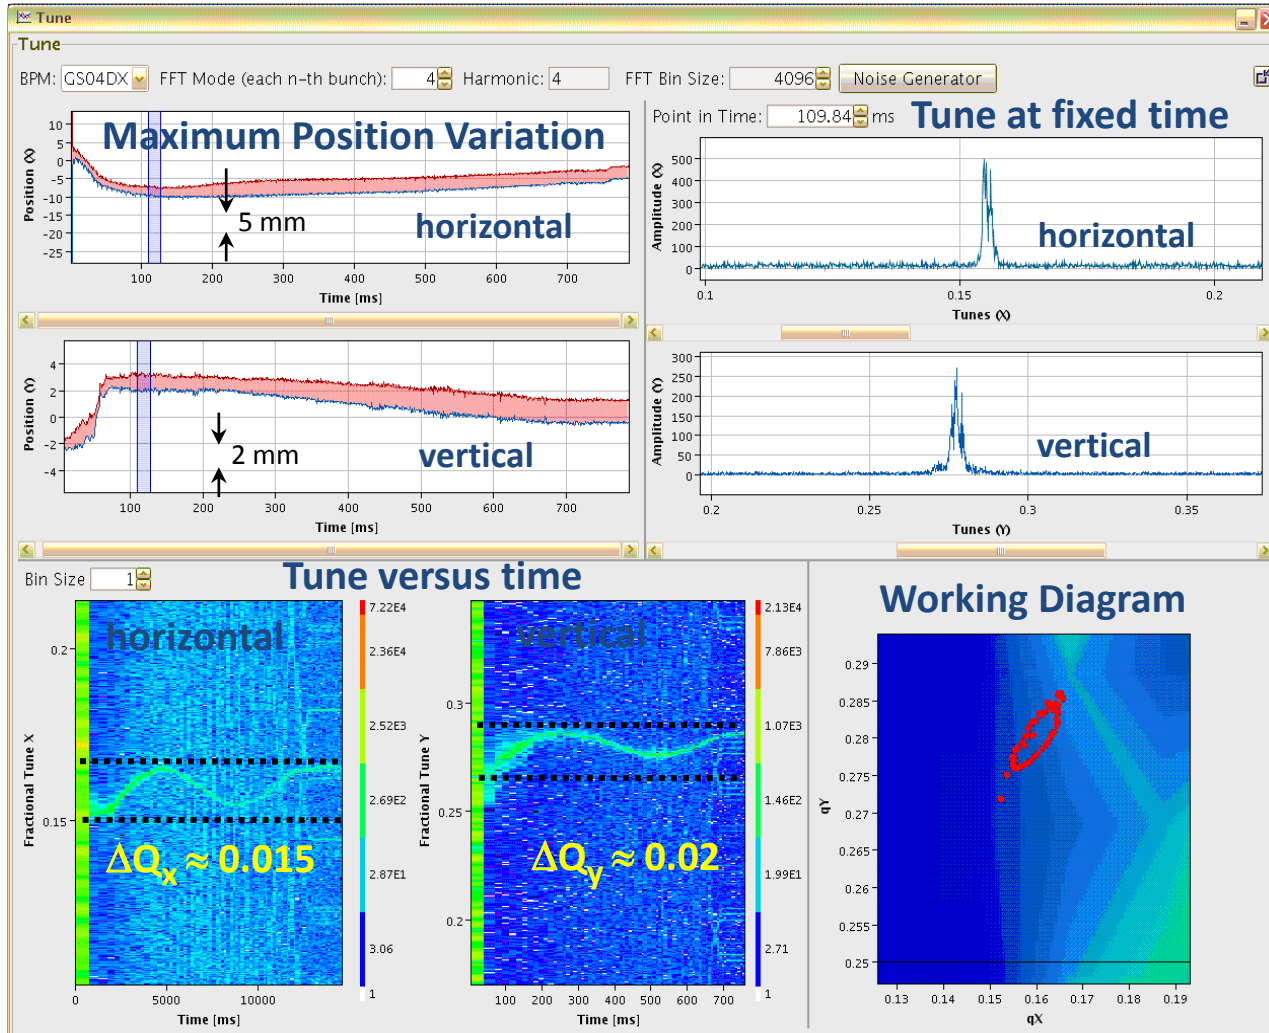 Tune
Tune
BPM: GS04DX FFT Mode (each n-th bunch): 4 Harmonic: 4 FFT Bin Size: 4096 Noise Generator
Maximum Position Variation
Position (X)
10
5
0
-5
-10
-15
-20
-25
5 mm
horizontal
100 200 300 400 500 600 700
Time [ms]
Point in Time: 109.84 ms
Tune at fixed time
Amplitude (X)
500
400
300
200
100
0
horizontal
0.1 0.15 0.2
Tunes (X)
Position (Y)
4
2
0
-2
-4
2 mm
vertical
100 200 300 400 500 600 700
Time [ms]
Amplitude (Y)
300
250
200
150
100
50
0
vertical
0.2 0.25 0.3 0.35
Tunes (Y)
Bin Size 1
Tune versus time
horizontal
Fractional Tune X
0.2
0.15
ΔQx ≈ 0.015
0 5000 10000
Time [ms]
7.22E4
2.36E4
2.52E3
2.69E2
2.87E1
3.06
1
vertical
Fractional Tune Y
0.3
0.25
0.2
ΔQy ≈ 0.02
100 200 300 400 500 600 700
Time [ms]
2.13E4
7.86E3
1.07E3
1.46E2
1.99E1
2.71
1
Working Diagram
qY
0.29
0.285
0.28
0.275
0.27
0.265
0.26
0.255
0.25
0.13 0.14 0.15 0.16 0.17 0.18 0.19
qX